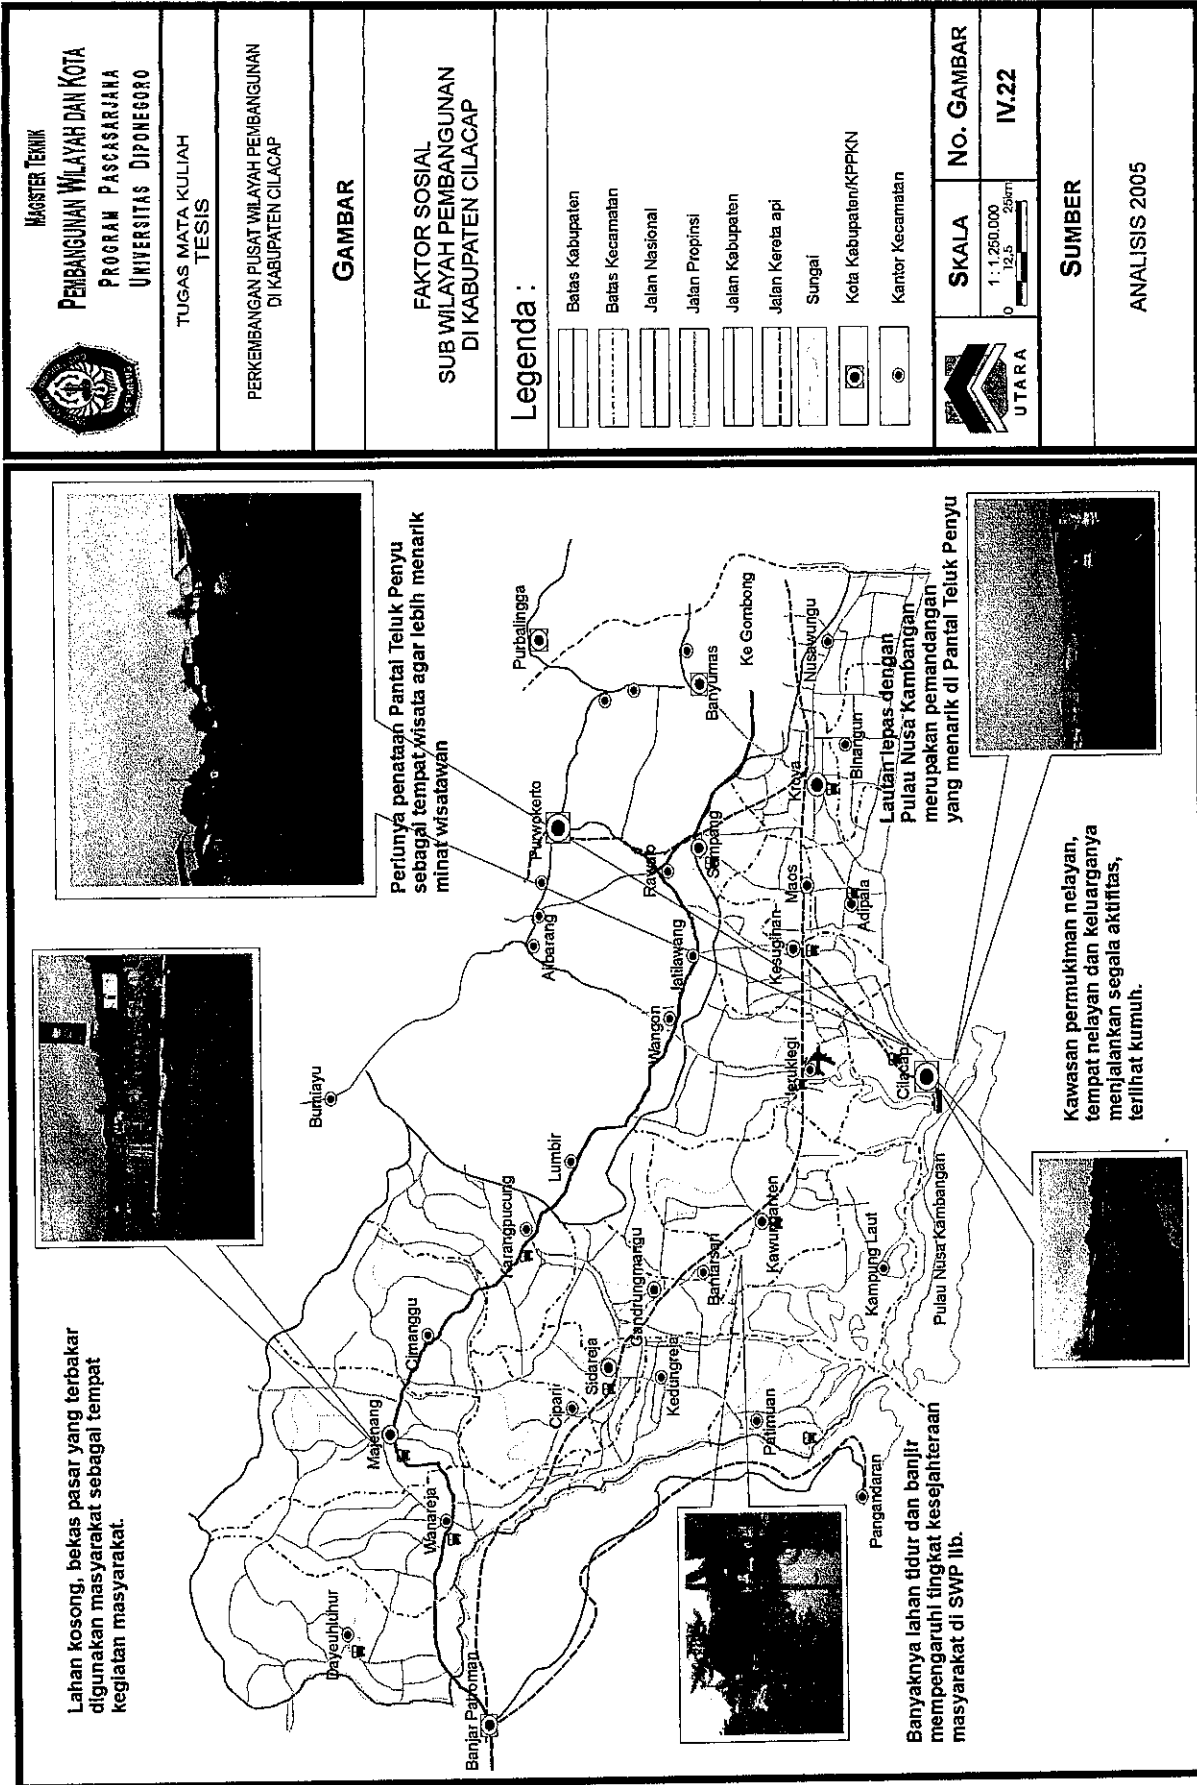 MAGISTER TEKNIK
PEMBANGUNAN WILAYAH DAN KOTA
PROGRAM PASCASARJANA
UNIVERSITAS DIPONEGORO
TUGAS MATA KULIAH
TESIS
PERKEMBANGAN PUSAT WILAYAH PEMBANGUNAN
DI KABUPATEN CILACAP
GAMBAR
FAKTOR SOSIAL
SUB WILAYAH PEMBANGUNAN
DI KABUPATEN CILACAP
Legenda :
Batas Kabupaten
Batas Kecamatan
Jalan Nasional
Jalan Propinsi
Jalan Kabupaten
Jalan Kereta api
Sungai
Kota Kabupaten/KPPKN
Kantor Kecamatan
UTARA
SKALA
1 : 1.250.000
0 12,5 25km
No. GAMBAR
IV.22
SUMBER
ANALISIS 2005
Lahan kosong, bekas pasar yang terbakar
digunakan masyarakat sebagai tempat
kegiatan masyarakat.
Perlunya penataan Pantai Teluk Penyu
sebagai tempat wisata agar lebih menarik
minat wisatawan
Lautan lepas dengan
Pulau Nusa Kambangan
merupakan pemandangan
yang menarik di Pantai Teluk Penyu
Kawasan permukiman nelayan,
tempat nelayan dan keluarganya
menjalankan segala aktifitas,
terlihat kumuh.
Banyaknya lahan tidur dan banjir
mempengaruhi tingkat kesejahteraan
masyarakat di SWP IIb.
Bumiayu
Purbalingga
Purwokerto
Ajibarang
Banyumas
Ke Gombong
Rawalo
Sampang
Jatilawang
Wangon
Lumbir
Karangpucung
Cimanggu
Majenang
Wanareja
Dayeuhluhur
Banjar Patroman
Cipari
Sidareja
Gandrungmangu
Kedungreja
Bantarsari
Kawunganten
Patimuan
Pangandaran
Kampung Laut
Pulau Nusa Kambangan
Jeruklegi
Cilacap
Kesugihan
Maos
Adipala
Kroya
Binangun
Nusawungu